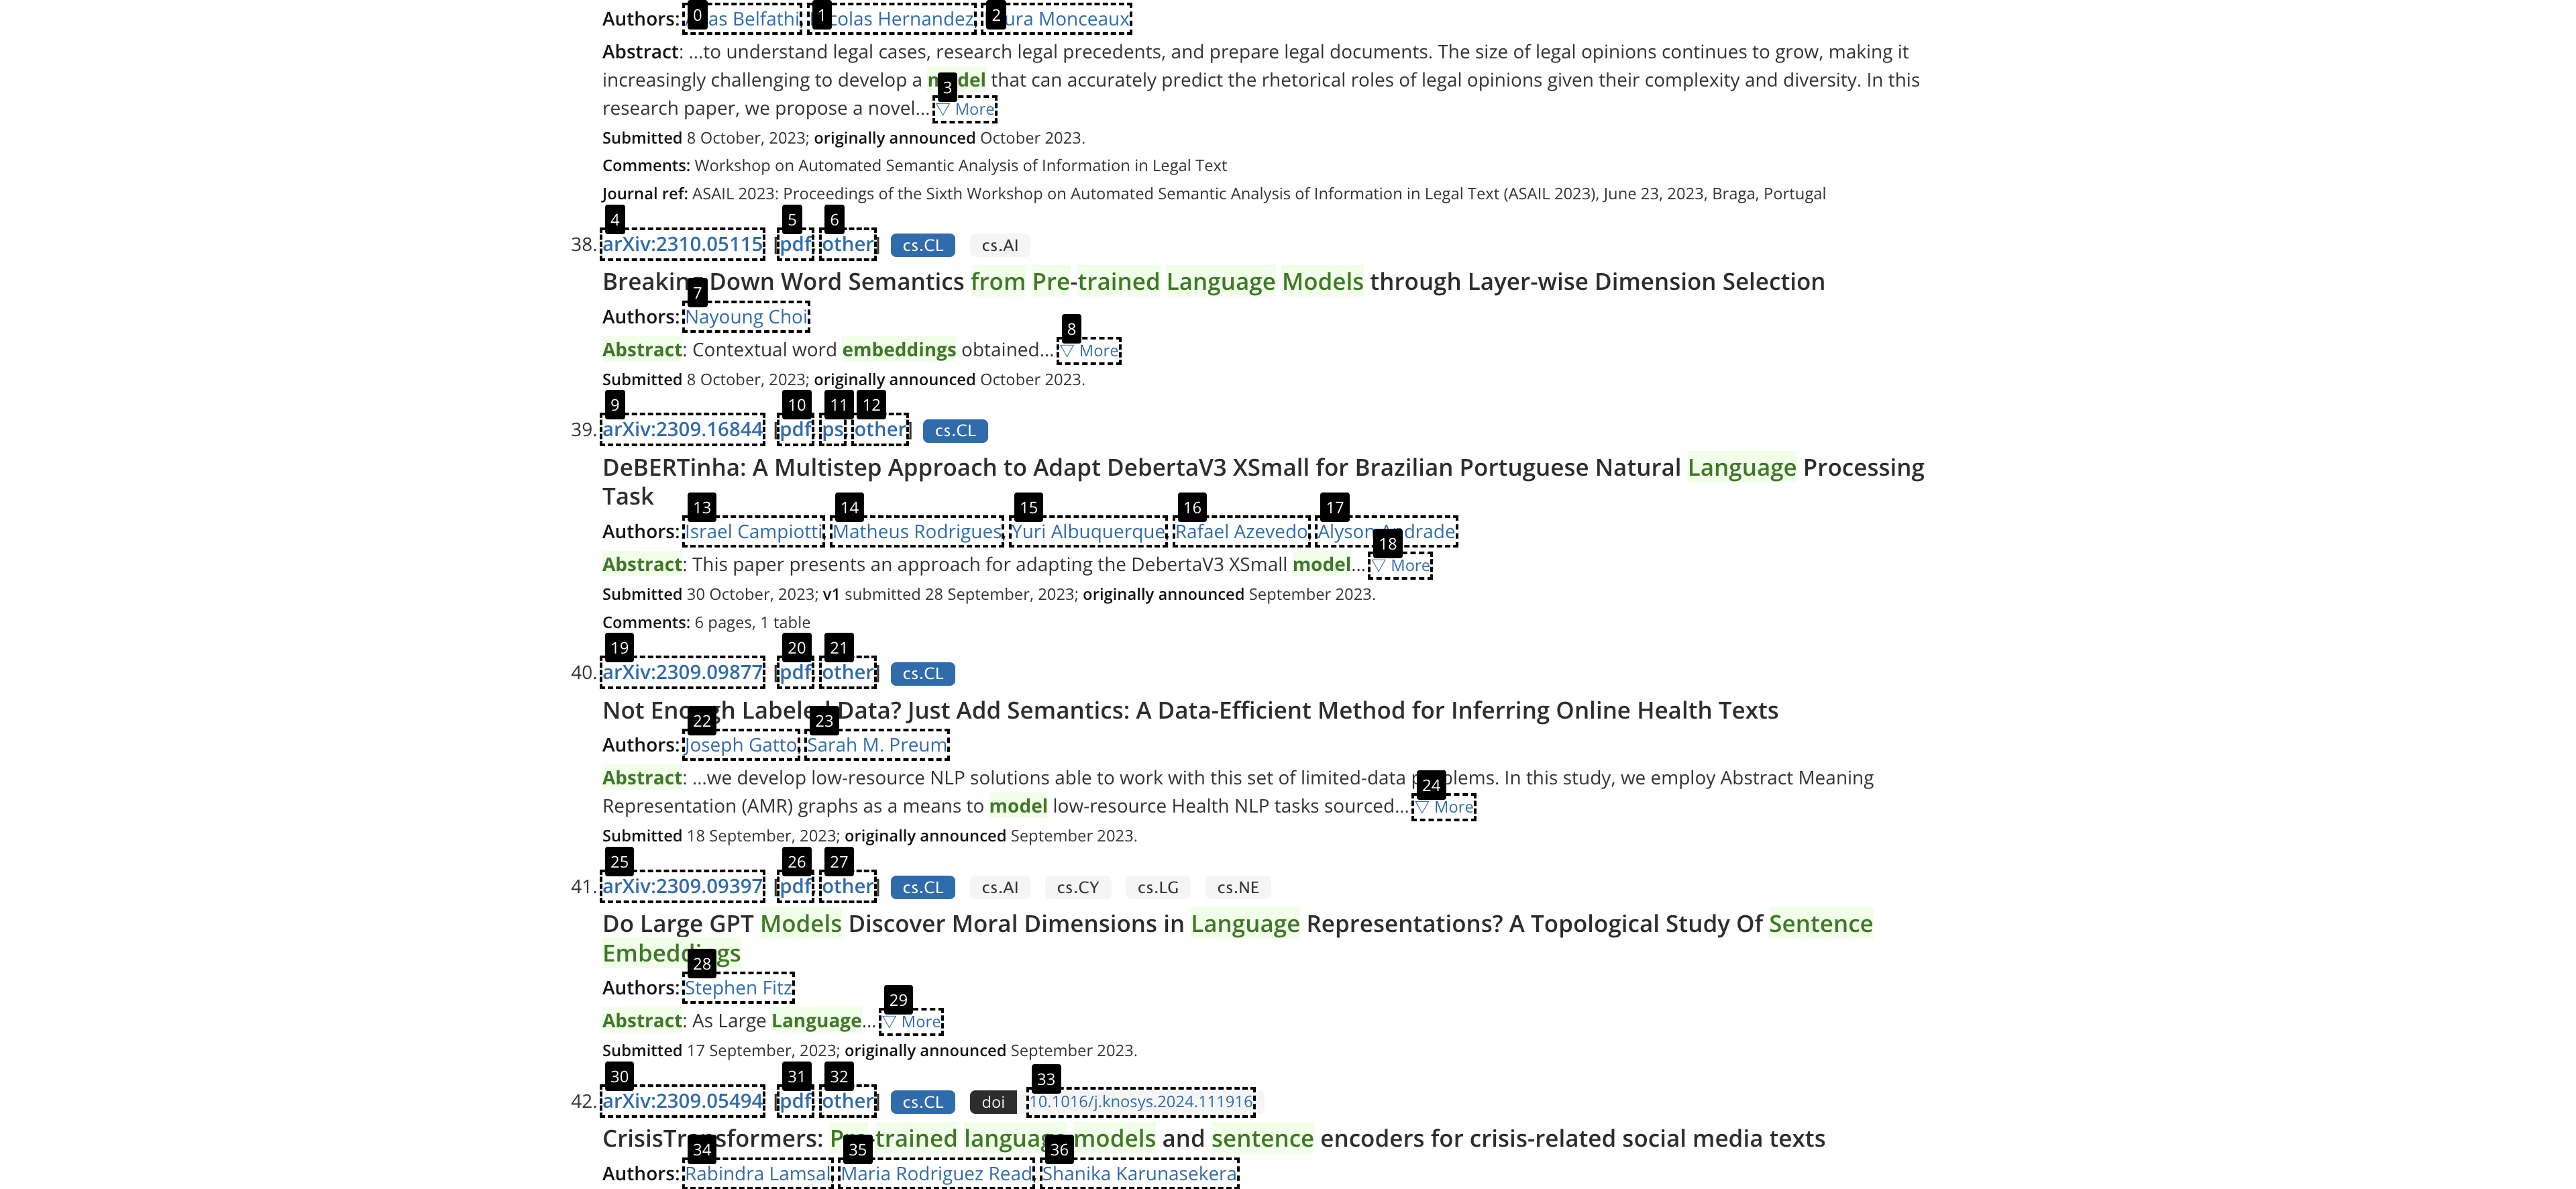 Authors: as Belfathi, colas Hernandez, ura Monceaux
0 1 2
Abstract: ...to understand legal cases, research legal precedents, and prepare legal documents. The size of legal opinions continues to grow, making it
increasingly challenging to develop a model that can accurately predict the rhetorical roles of legal opinions given their complexity and diversity. In this
3
research paper, we propose a novel... ▽ More
Submitted 8 October, 2023; originally announced October 2023.
Comments: Workshop on Automated Semantic Analysis of Information in Legal Text
Journal ref: ASAIL 2023: Proceedings of the Sixth Workshop on Automated Semantic Analysis of Information in Legal Text (ASAIL 2023), June 23, 2023, Braga, Portugal
4 5 6
38. arXiv:2310.05115 [pdf, other] cs.CL cs.AI
Breaking Down Word Semantics from Pre-trained Language Models through Layer-wise Dimension Selection
7
Authors: Nayoung Choi
8
Abstract: Contextual word embeddings obtained... ▽ More
Submitted 8 October, 2023; originally announced October 2023.
9 10 11 12
39. arXiv:2309.16844 [pdf, ps, other] cs.CL
DeBERTinha: A Multistep Approach to Adapt DebertaV3 XSmall for Brazilian Portuguese Natural Language Processing
Task
13 14 15 16 17
Authors: Israel Campiotti, Matheus Rodrigues, Yuri Albuquerque, Rafael Azevedo, Alyson Andrade
18
Abstract: This paper presents an approach for adapting the DebertaV3 XSmall model... ▽ More
Submitted 30 October, 2023; v1 submitted 28 September, 2023; originally announced September 2023.
Comments: 6 pages, 1 table
19 20 21
40. arXiv:2309.09877 [pdf, other] cs.CL
Not Enough Labeled Data? Just Add Semantics: A Data-Efficient Method for Inferring Online Health Texts
22 23
Authors: Joseph Gatto, Sarah M. Preum
Abstract: ...we develop low-resource NLP solutions able to work with this set of limited-data problems. In this study, we employ Abstract Meaning
24
Representation (AMR) graphs as a means to model low-resource Health NLP tasks sourced... ▽ More
Submitted 18 September, 2023; originally announced September 2023.
25 26 27
41. arXiv:2309.09397 [pdf, other] cs.CL cs.AI cs.CY cs.LG cs.NE
Do Large GPT Models Discover Moral Dimensions in Language Representations? A Topological Study Of Sentence
Embeddings
28
Authors: Stephen Fitz
29
Abstract: As Large Language... ▽ More
Submitted 17 September, 2023; originally announced September 2023.
30 31 32 33
42. arXiv:2309.05494 [pdf, other] cs.CL doi 10.1016/j.knosys.2024.111916
CrisisTransformers: Pre-trained language models and sentence encoders for crisis-related social media texts
34 35 36
Authors: Rabindra Lamsal, Maria Rodriguez Read, Shanika Karunasekera